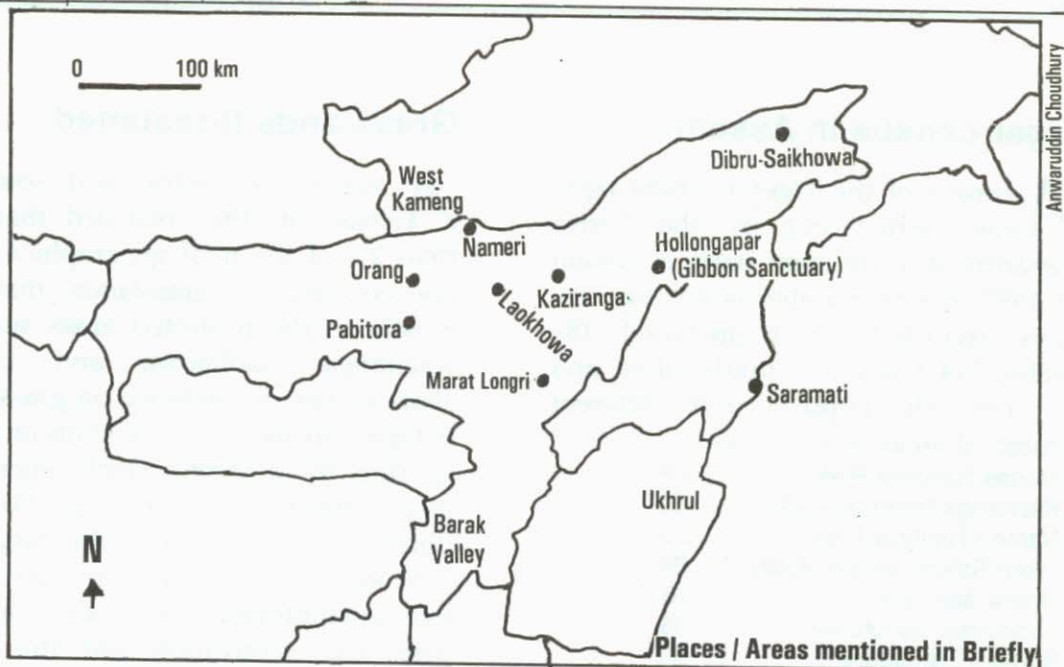 0 100 km
Anwaruddin Choudhury
Dibru-Saikhowa
West
Kameng
Nameri
Hollongapar
(Gibbon Sanctuary)
Orang
Kaziranga
Laokhowa
Pabitora
Marat Longri
Saramati
Ukhrul
Barak
Valley
N
Places / Areas mentioned in Briefly